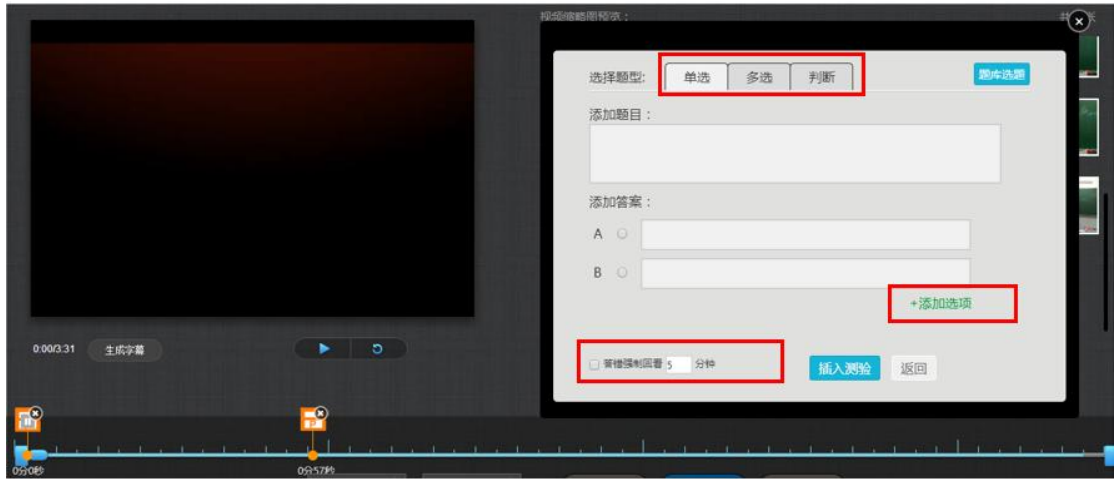 视频缩略图预览：
选择题型: 单选 多选 判断 题库选题
添加题目：
添加答案：
A
B
+添加选项
答错强制回看 5 分钟
插入测验 返回
0:00/3:31 生成字幕
0分0秒 0分57秒